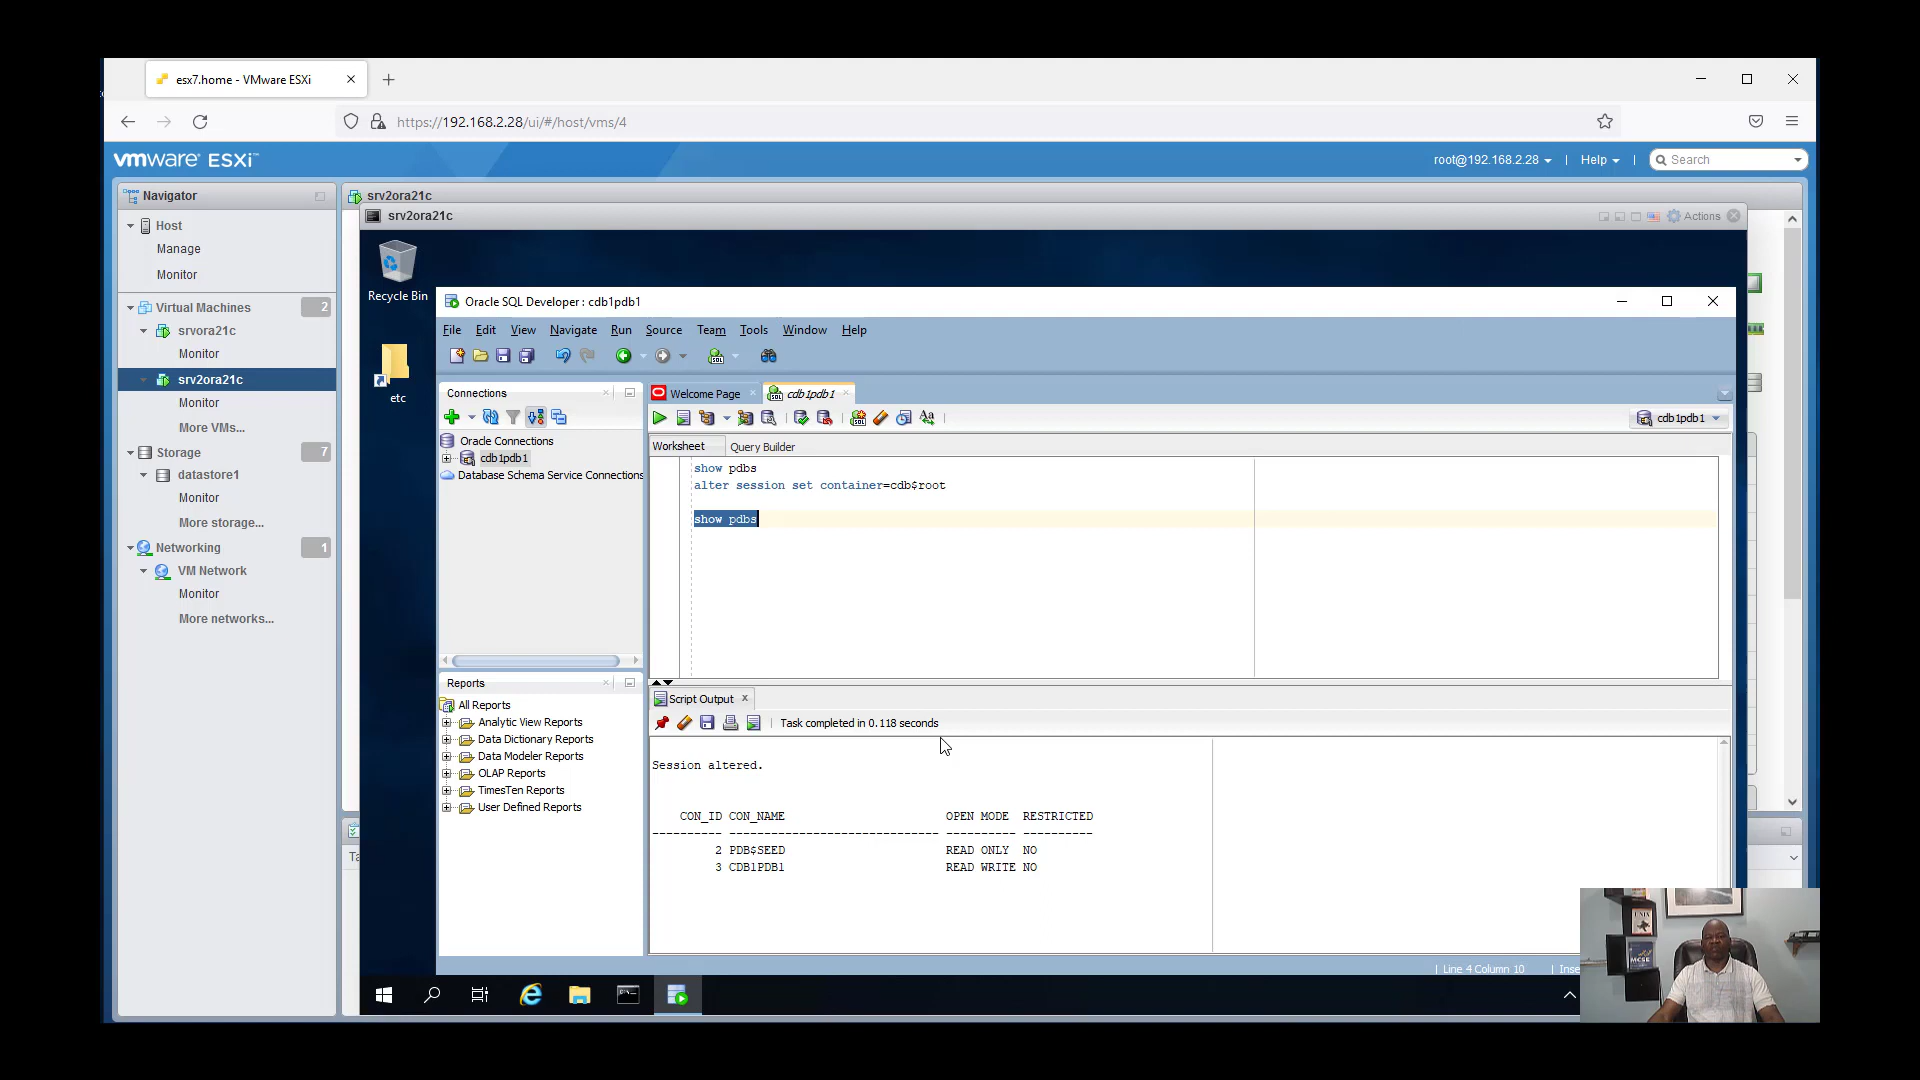 esx7.home - VMware ESXi
https://192.168.2.28/ui/#/host/vms/4
vmware ESXi
root@192.168.2.28
Help
Search
Navigator
srv2ora21c
Host
Manage
Monitor
Virtual Machines 2
srvora21c
Monitor
srv2ora21c
Monitor
More VMs...
Storage 7
datastore1
Monitor
More storage...
Networking 1
VM Network
Monitor
More networks...
srv2ora21c
Actions
Recycle Bin
etc
Oracle SQL Developer : cdb1pdb1
File Edit View Navigate Run Source Team Tools Window Help
Connections
Oracle Connections
cdb1pdb1
Database Schema Service Connections
Welcome Page
cdb1pdb1
cdb1pdb1
Worksheet Query Builder
show pdbs
alter session set container=cdb$root
show pdbs
Reports
All Reports
Analytic View Reports
Data Dictionary Reports
Data Modeler Reports
OLAP Reports
TimesTen Reports
User Defined Reports
Script Output
Task completed in 0.118 seconds
Session altered.
CON_ID CON_NAME OPEN MODE RESTRICTED
---------- ------------------------------ ---------- ----------
2 PDB$SEED READ ONLY NO
3 CDB1PDB1 READ WRITE NO
Line 4 Column 10
Inse
UNIX
MCSE